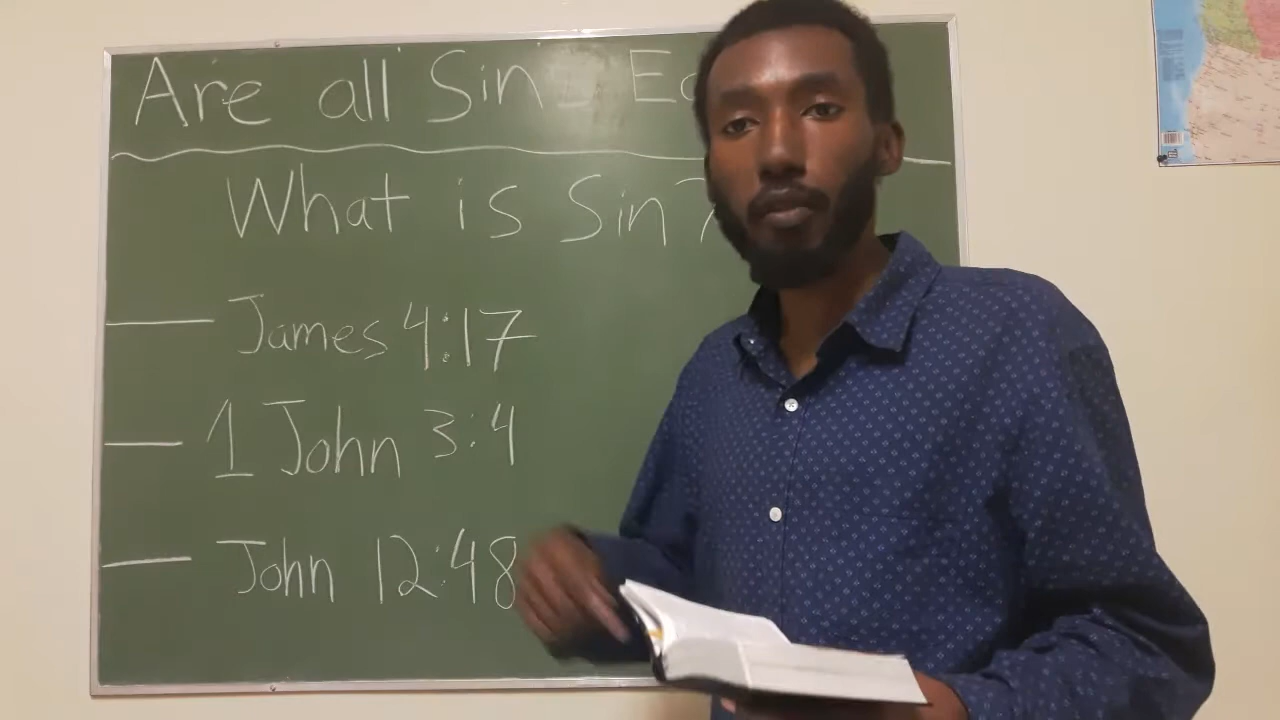 Are all Sin
What is Sin?
James 4:17
1 John 3:4
John 12:48